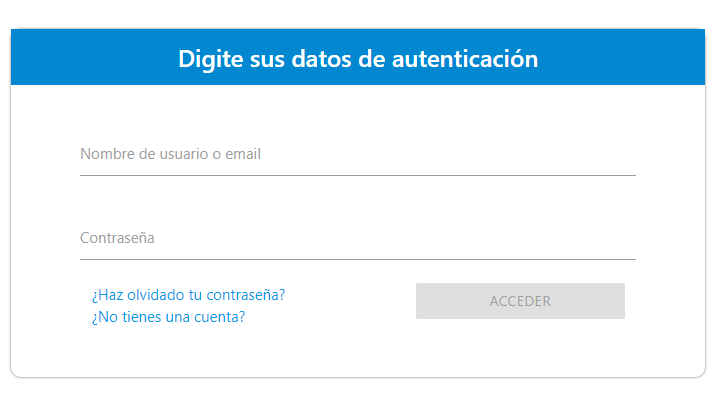 Digite sus datos de autenticación
Nombre de usuario o email
Contraseña
¿Haz olvidado tu contraseña?
¿No tienes una cuenta?
ACCEDER